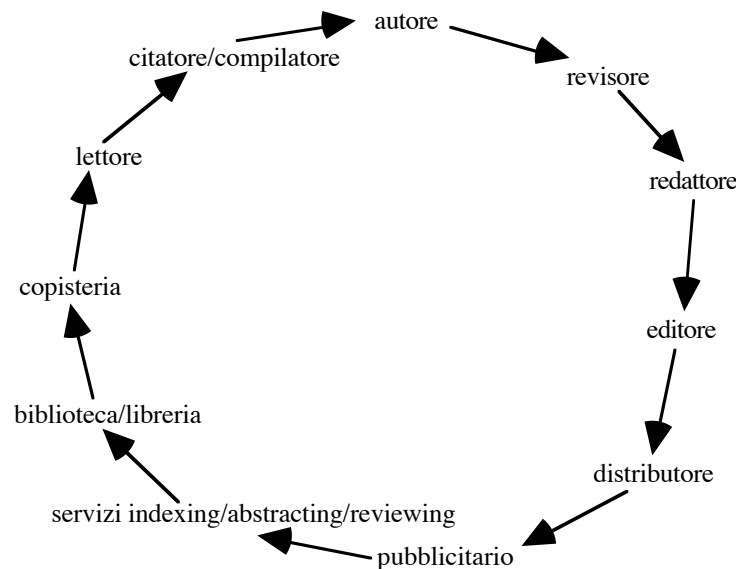 autore
revisore
redattore
editore
distributore
pubblicitario
servizi indexing/abstracting/reviewing
biblioteca/libreria
copisteria
lettore
citatore/compilatore